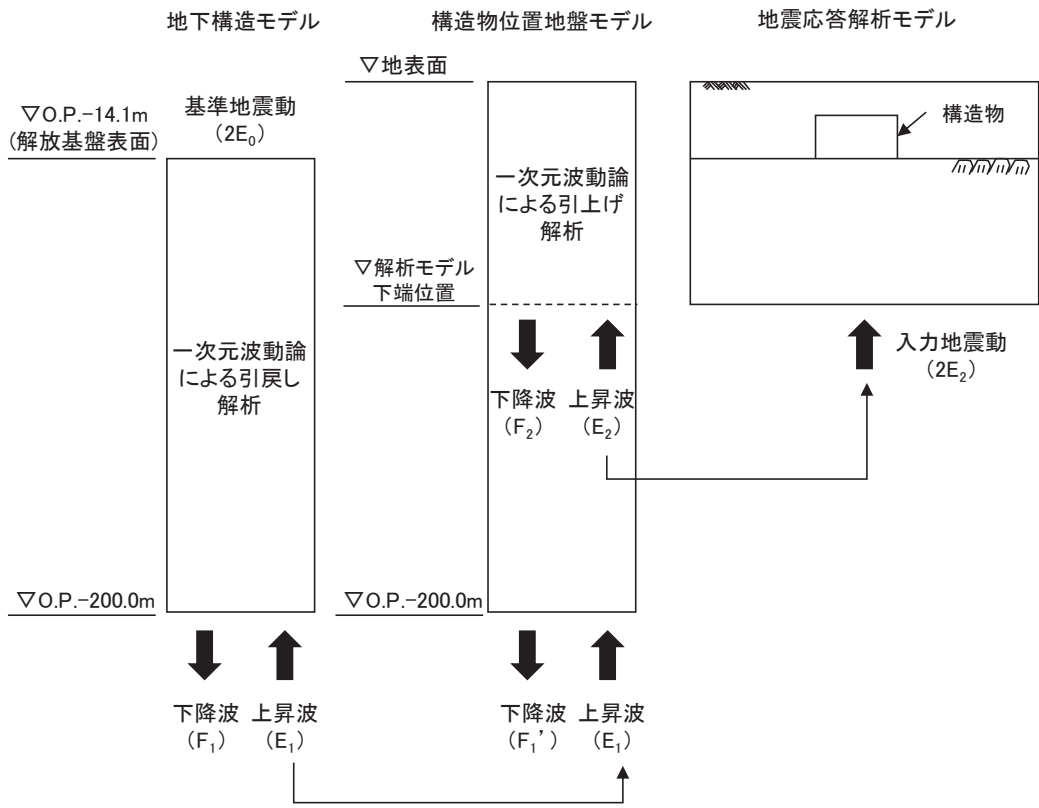 地下構造モデル
▽O.P.-14.1m
(解放基盤表面)
基準地震動
(2E₀)
一次元波動論
による引戻し
解析
▽O.P.-200.0m
下降波
(F₁)
上昇波
(E₁)
構造物位置地盤モデル
▽地表面
一次元波動論
による引上げ
解析
▽解析モデル
下端位置
下降波
(F₂)
上昇波
(E₂)
▽O.P.-200.0m
下降波
(F₁’)
上昇波
(E₁)
地震応答解析モデル
構造物
入力地震動
(2E₂)